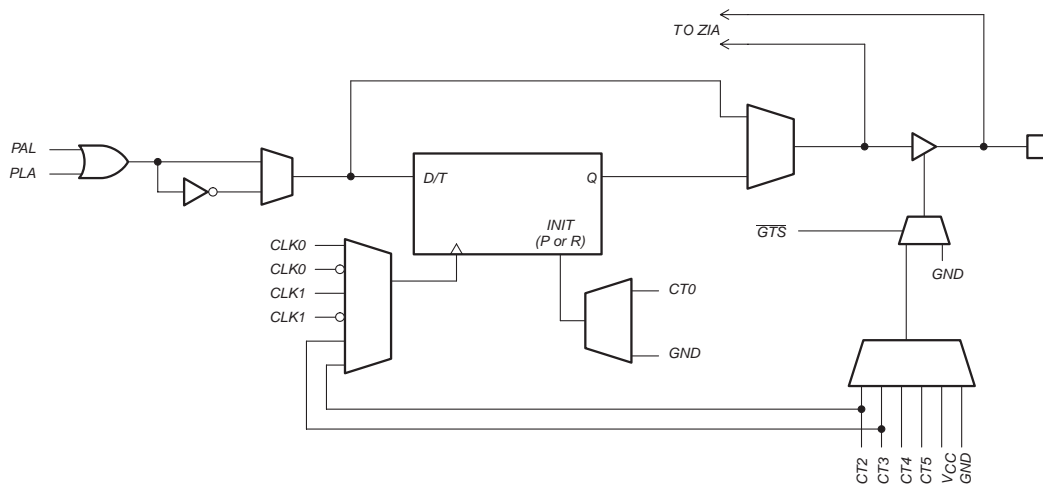 TO ZIA
PAL
PLA
D/T
Q
INIT
(P or R)
CLK0
CLK0
CLK1
CLK1
GTS
GND
CT0
GND
CT2
CT3
CT4
CT5
VCC
GND